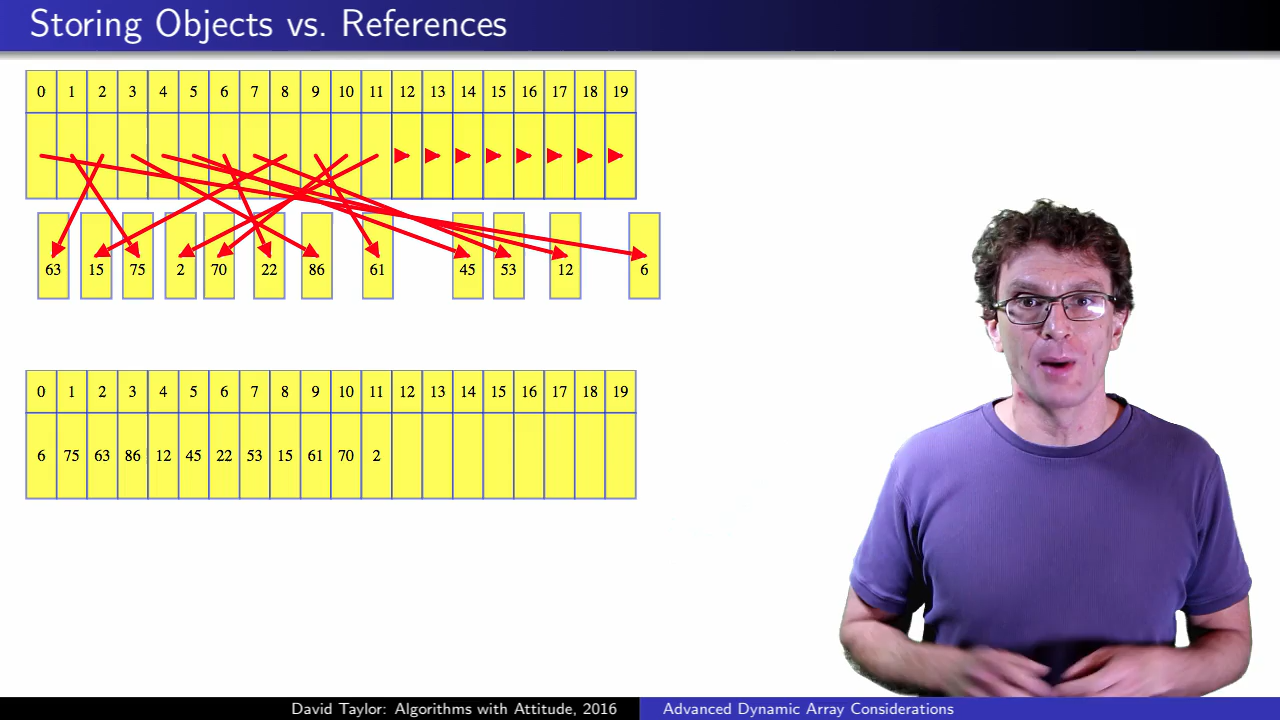 Storing Objects vs. References
0 1 2 3 4 5 6 7 8 9 10 11 12 13 14 15 16 17 18 19
63 15 75 2 70 22 86 61 45 53 12 6
0 1 2 3 4 5 6 7 8 9 10 11 12 13 14 15 16 17 18 19
6 75 63 86 12 45 22 53 15 61 70 2
David Taylor: Algorithms with Attitude, 2016 Advanced Dynamic Array Considerations